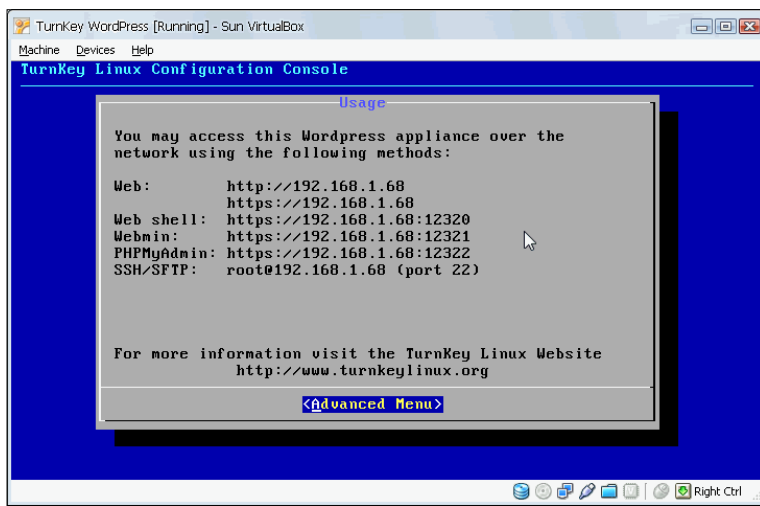 TurnKey WordPress [Running] - Sun VirtualBox
Machine Devices Help
TurnKey Linux Configuration Console
Usage
You may access this Wordpress appliance over the
network using the following methods:
Web: http://192.168.1.68
https://192.168.1.68
Web shell: https://192.168.1.68:12320
Webmin: https://192.168.1.68:12321
PHPMyAdmin: https://192.168.1.68:12322
SSH/SFTP: root@192.168.1.68 (port 22)
For more information visit the TurnKey Linux Website
http://www.turnkeylinux.org
<Advanced Menu>
Right Ctrl